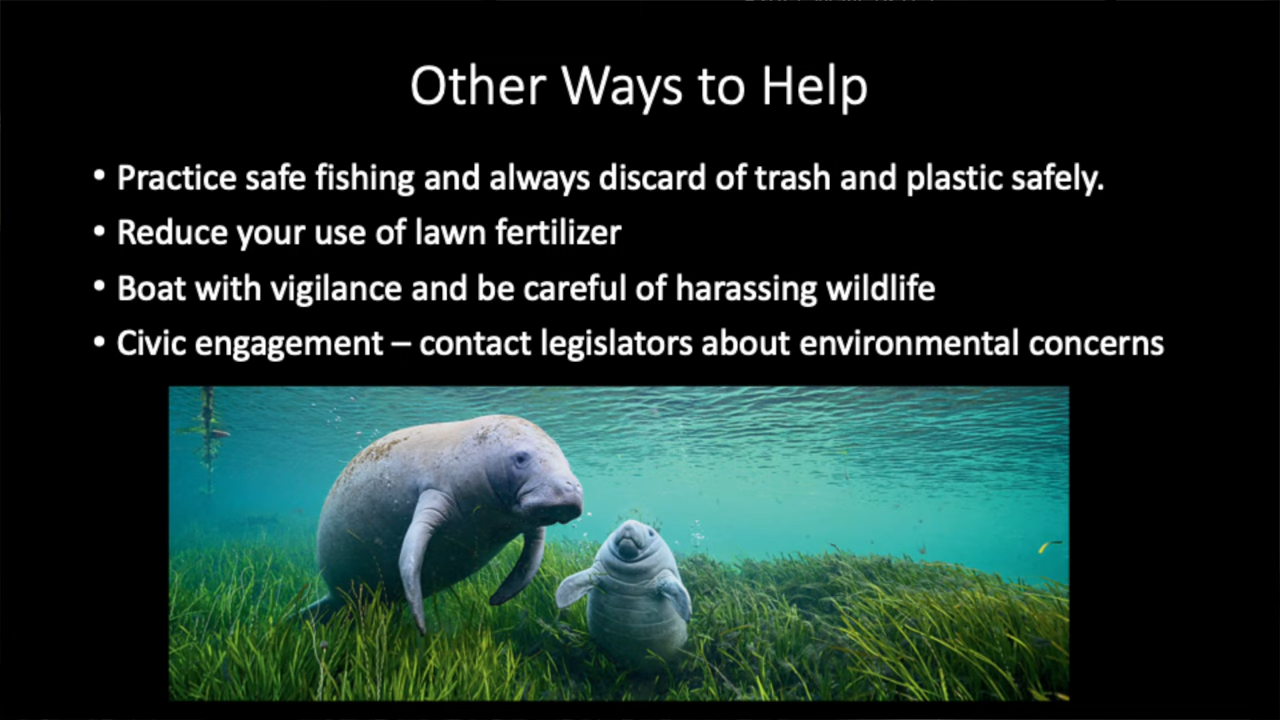 Other Ways to Help
• Practice safe fishing and always discard of trash and plastic safely.
• Reduce your use of lawn fertilizer
• Boat with vigilance and be careful of harassing wildlife
• Civic engagement – contact legislators about environmental concerns